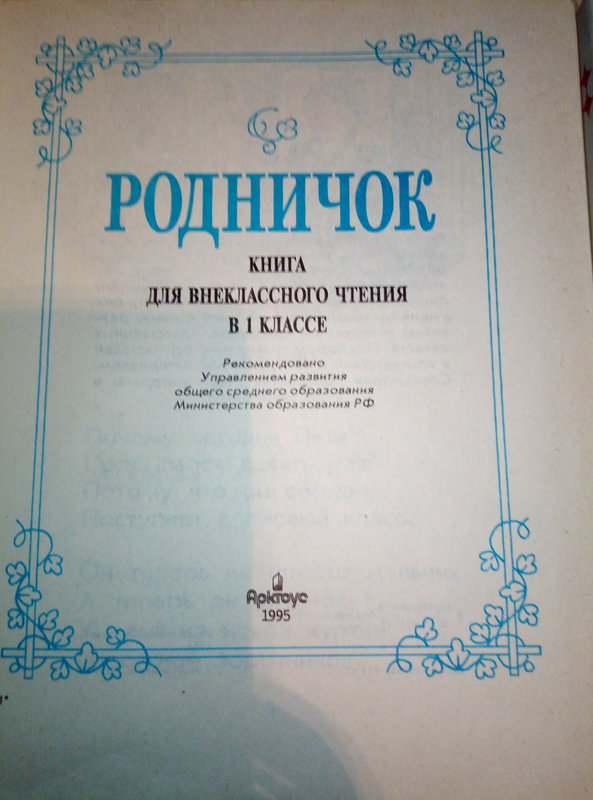 РОДНИЧОК
КНИГА
ДЛЯ ВНЕКЛАССНОГО ЧТЕНИЯ
В 1 КЛАССЕ
Рекомендовано
Управлением развития
общего среднего образования
Министерства образования РФ
Арктоус
1995